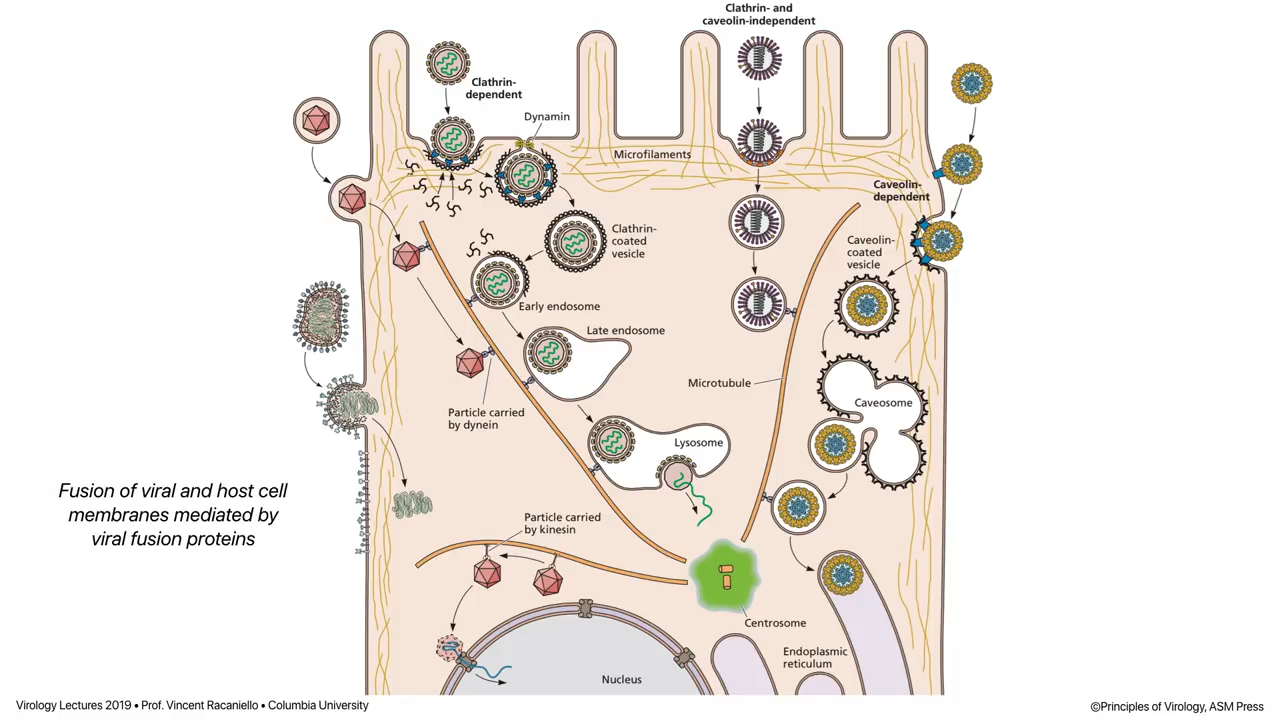 Clathrin- and
caveolin-independent
Clathrin-
dependent
Dynamin
Microfilaments
Caveolin-
dependent
Clathrin-
coated
vesicle
Caveolin-
coated
vesicle
Early endosome
Late endosome
Microtubule
Caveosome
Particle carried
by dynein
Lysosome
Fusion of viral and host cell
membranes mediated by
viral fusion proteins
Particle carried
by kinesin
Centrosome
Endoplasmic
reticulum
Nucleus
Virology Lectures 2019 • Prof. Vincent Racaniello • Columbia University
©Principles of Virology, ASM Press